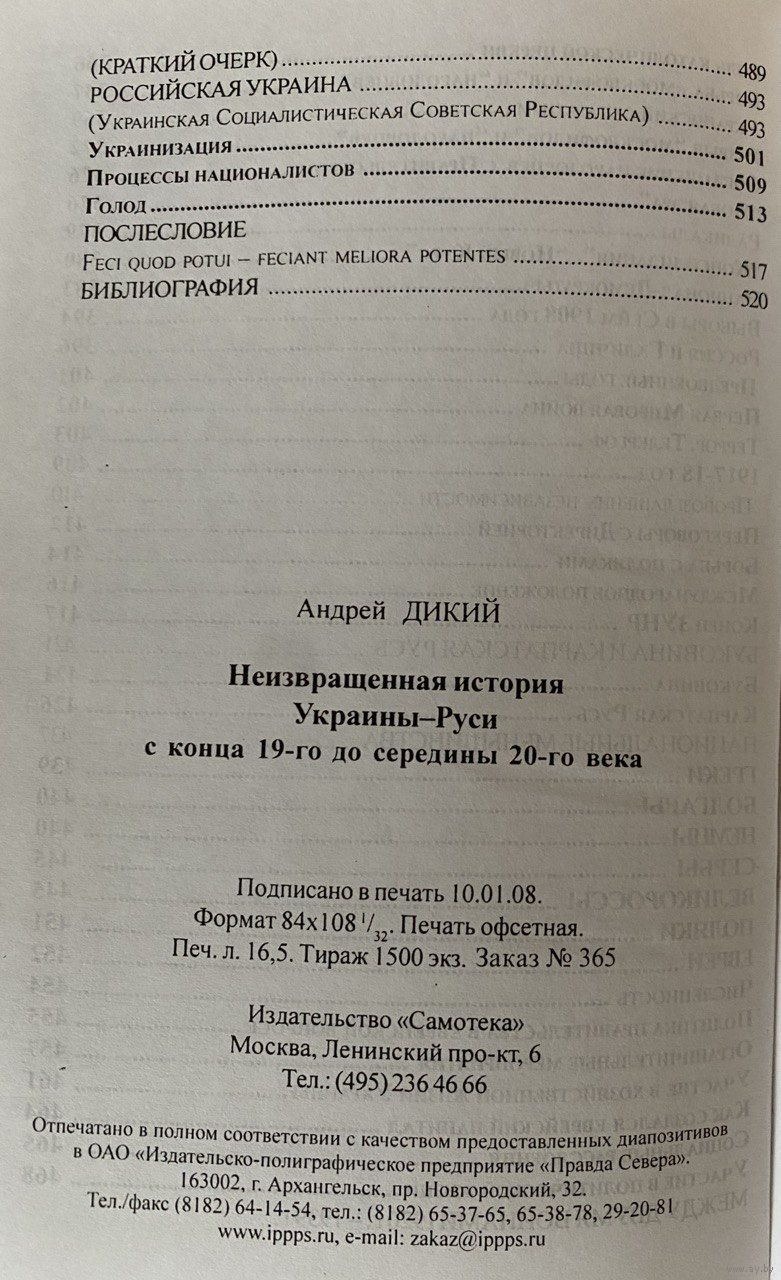 (КРАТКИЙ ОЧЕРК) ........ 489
РОССИЙСКАЯ УКРАИНА ........ 493
(Украинская Социалистическая Советская Республика) ........ 493
Украинизация ........ 501
Процессы националистов ........ 509
Голод ........ 513
ПОСЛЕСЛОВИЕ
Feci quod potui – feciant meliora potentes ........ 517
БИБЛИОГРАФИЯ ........ 520
Андрей ДИКИЙ
Неизвращенная история
Украины–Руси
с конца 19-го до середины 20-го века
Подписано в печать 10.01.08.
Формат 84х108 1/32. Печать офсетная.
Печ. л. 16,5. Тираж 1500 экз. Заказ № 365
Издательство «Самотека»
Москва, Ленинский про-кт, 6
Тел.: (495) 236 46 66
Отпечатано в полном соответствии с качеством предоставленных диапозитивов
в ОАО «Издательско-полиграфическое предприятие «Правда Севера».
163002, г. Архангельск, пр. Новгородский, 32.
Тел./факс (8182) 64-14-54, тел.: (8182) 65-37-65, 65-38-78, 29-20-81
www.ippps.ru, e-mail: zakaz@ippps.ru
www.ay.by